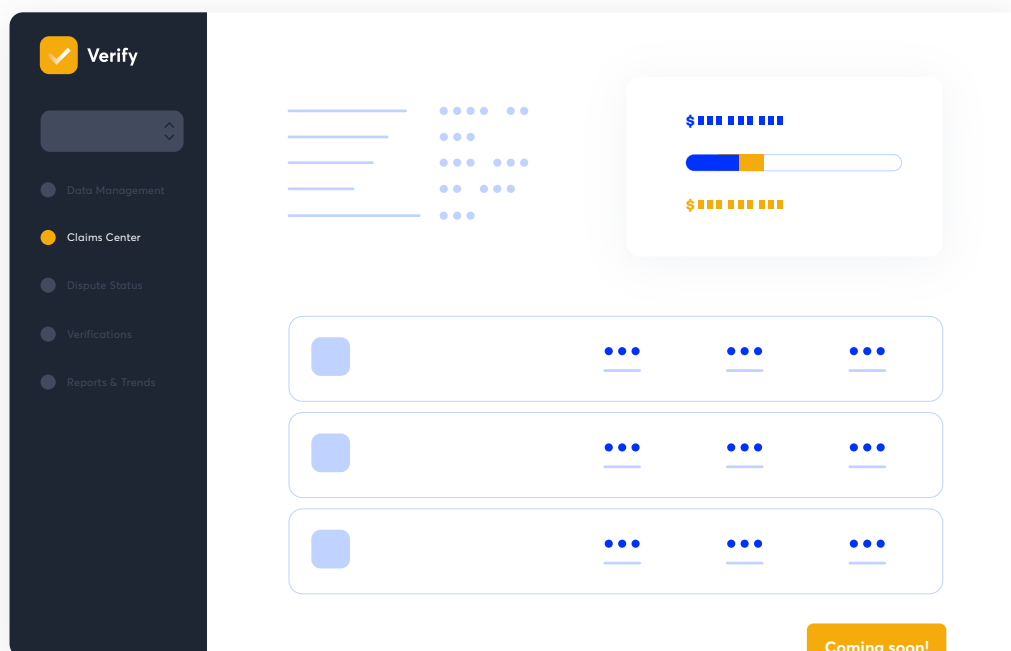 Verify
Data Management
Claims Center
Dispute Status
Verifications
Reports & Trends
$
$
Coming soon!